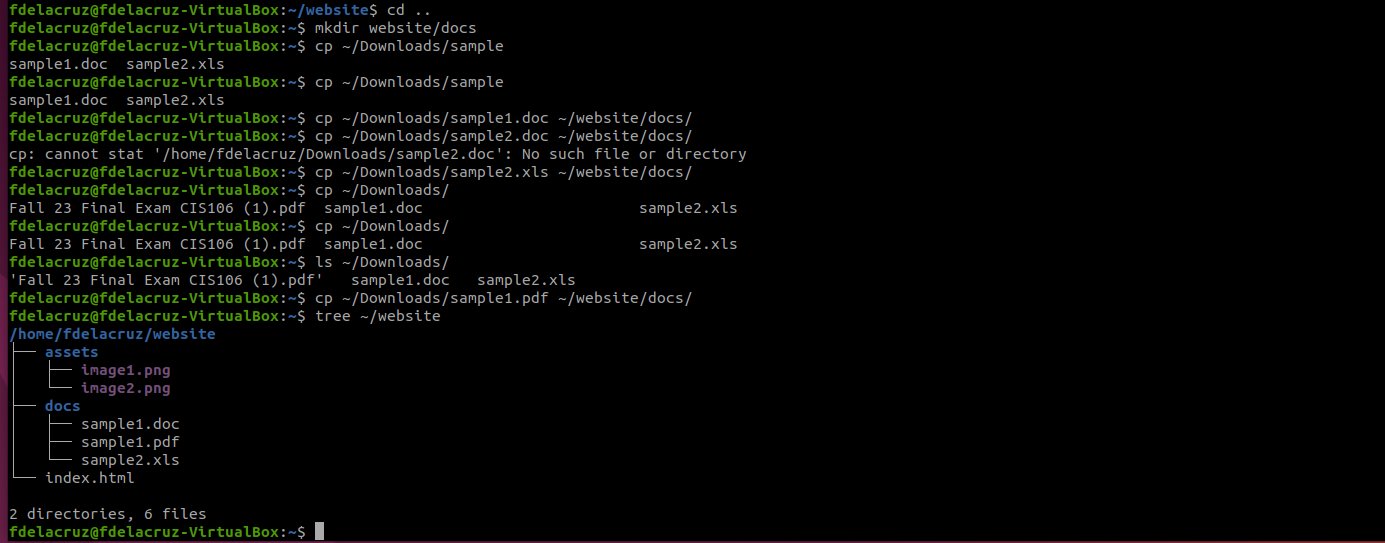 fdelacruz@fdelacruz-VirtualBox:~/website$ cd ..
fdelacruz@fdelacruz-VirtualBox:~$ mkdir website/docs
fdelacruz@fdelacruz-VirtualBox:~$ cp ~/Downloads/sample
sample1.doc  sample2.xls
fdelacruz@fdelacruz-VirtualBox:~$ cp ~/Downloads/sample
sample1.doc  sample2.xls
fdelacruz@fdelacruz-VirtualBox:~$ cp ~/Downloads/sample1.doc ~/website/docs/
fdelacruz@fdelacruz-VirtualBox:~$ cp ~/Downloads/sample2.doc ~/website/docs/
cp: cannot stat '/home/fdelacruz/Downloads/sample2.doc': No such file or directory
fdelacruz@fdelacruz-VirtualBox:~$ cp ~/Downloads/sample2.xls ~/website/docs/
fdelacruz@fdelacruz-VirtualBox:~$ cp ~/Downloads/
Fall 23 Final Exam CIS106 (1).pdf  sample1.doc                        sample2.xls
fdelacruz@fdelacruz-VirtualBox:~$ cp ~/Downloads/
Fall 23 Final Exam CIS106 (1).pdf  sample1.doc                        sample2.xls
fdelacruz@fdelacruz-VirtualBox:~$ ls ~/Downloads/
'Fall 23 Final Exam CIS106 (1).pdf'   sample1.doc   sample2.xls
fdelacruz@fdelacruz-VirtualBox:~$ cp ~/Downloads/sample1.pdf ~/website/docs/
fdelacruz@fdelacruz-VirtualBox:~$ tree ~/website
/home/fdelacruz/website
├── assets
│   ├── image1.png
│   └── image2.png
├── docs
│   ├── sample1.doc
│   ├── sample1.pdf
│   └── sample2.xls
└── index.html

2 directories, 6 files
fdelacruz@fdelacruz-VirtualBox:~$